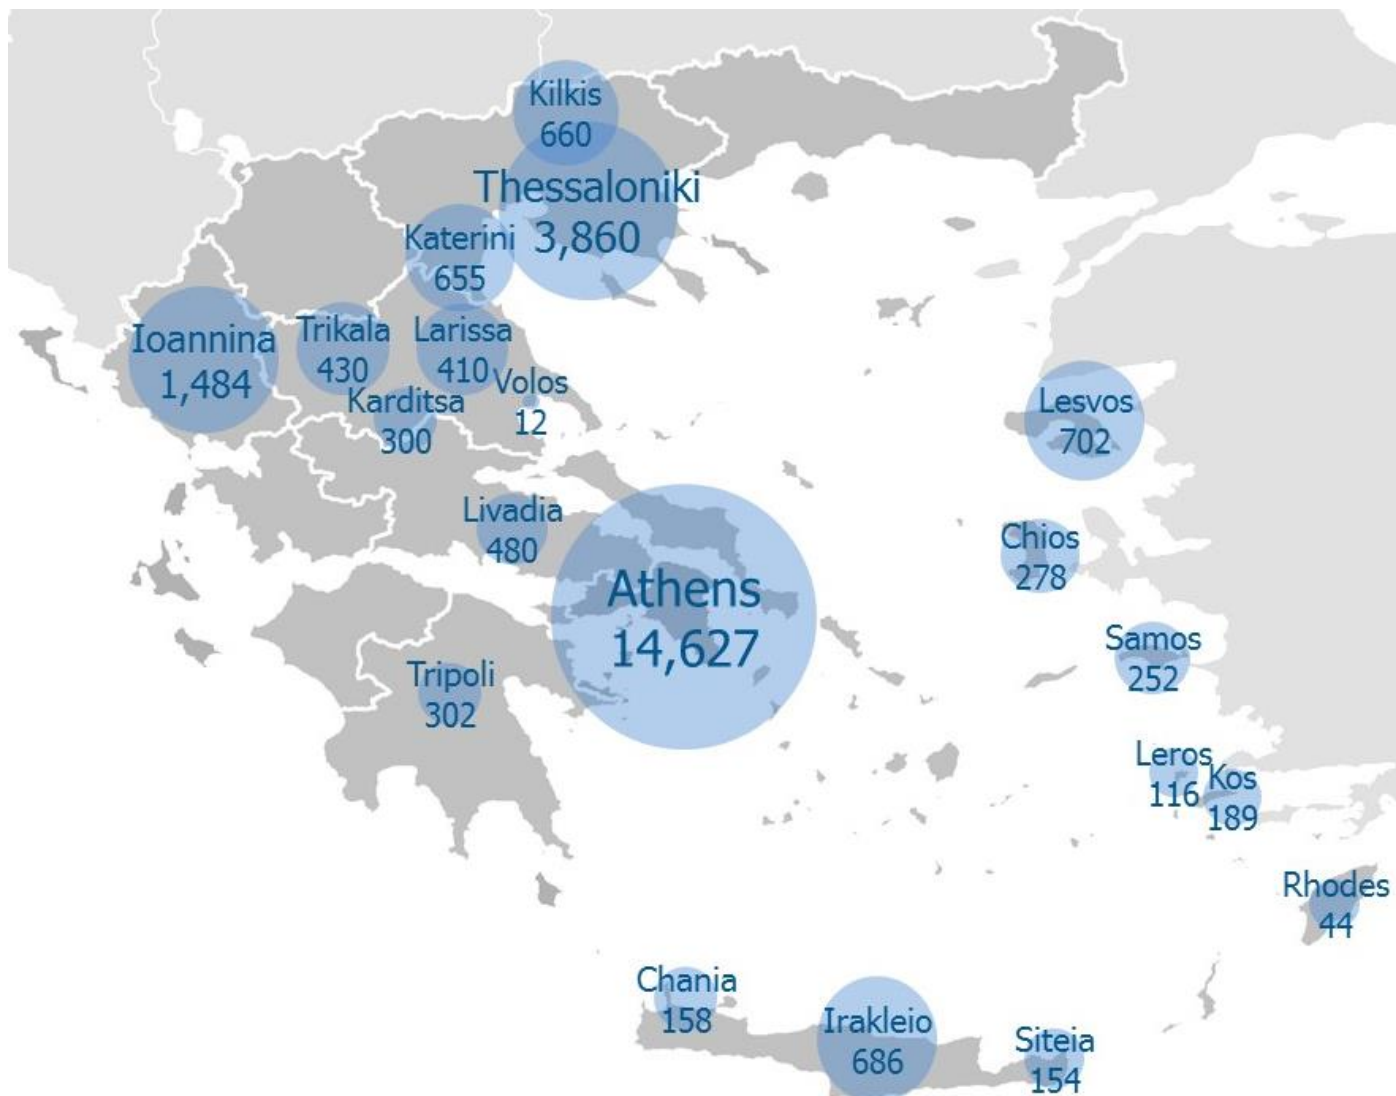 Kilkis
660
Thessaloniki
3,860
Katerini
655
Ioannina
1,484
Trikala
430
Larissa
410
Volos
12
Karditsa
300
Lesvos
702
Livadia
480
Chios
278
Athens
14,627
Samos
252
Tripoli
302
Leros
116
Kos
189
Rhodes
44
Chania
158
Irakleio
686
Siteia
154